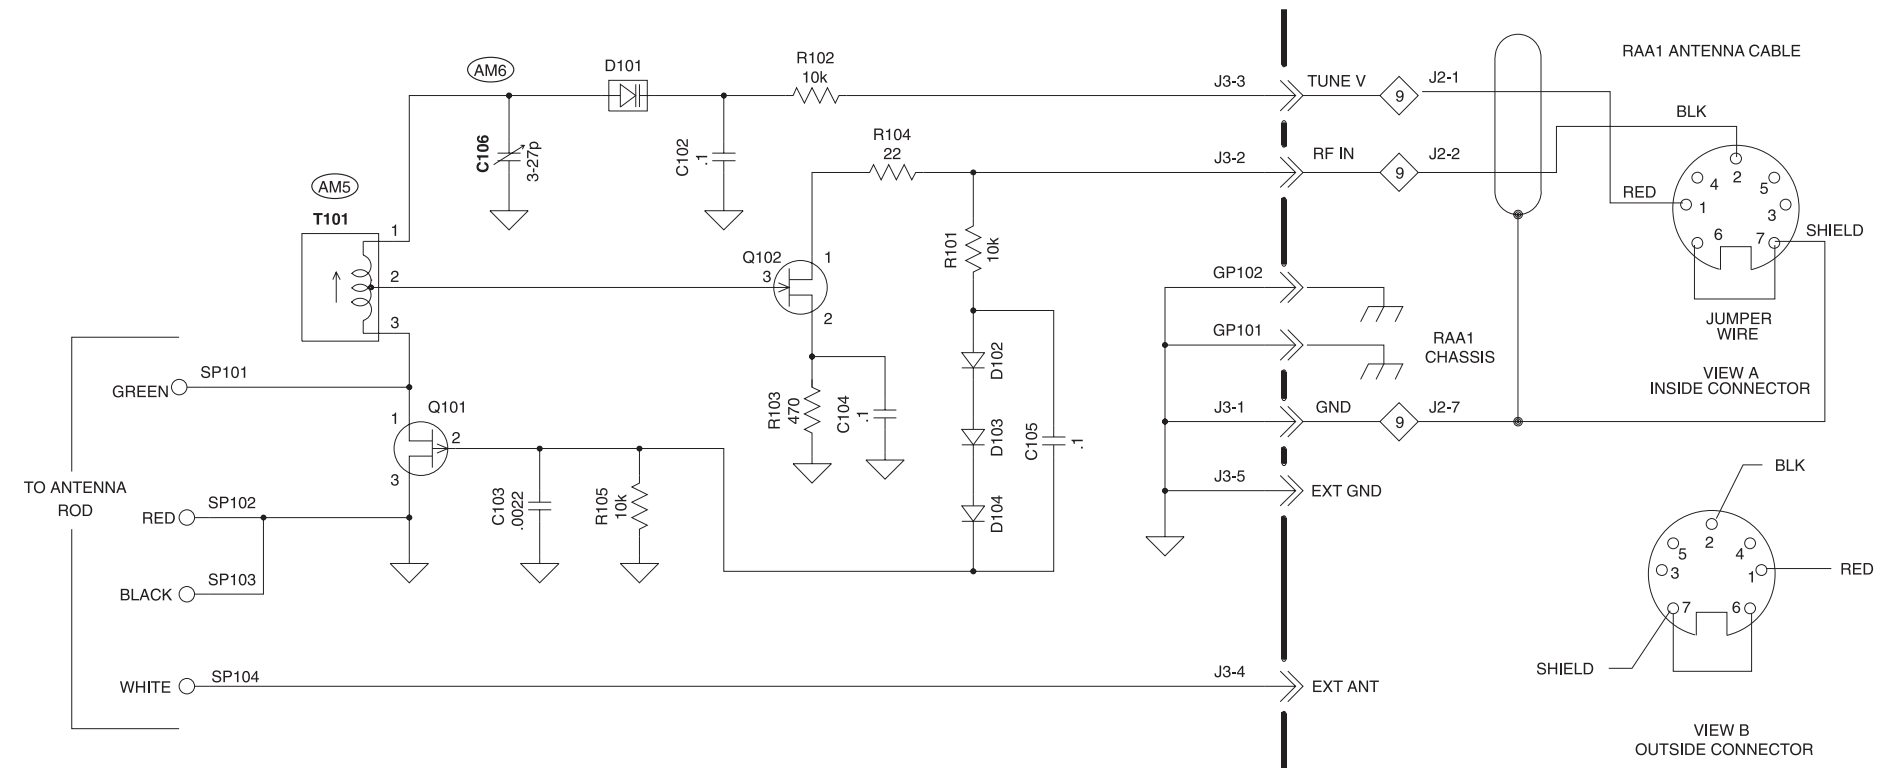 RAA1 ANTENNA CABLE
AM6
D101
R102
10k
J3-3
TUNE V
9
J2-1
BLK
C106
3-27p
C102
.1
R104
22
J3-2
RF IN
9
J2-2
AM5
T101
1
2
3
RED
4
2
5
1
3
6
7
SHIELD
JUMPER
WIRE
VIEW A
INSIDE CONNECTOR
Q102
3
1
2
R101
10k
GP102
GP101
RAA1
CHASSIS
D102
D103
D104
C105
.1
R103
470
C104
.1
J3-1
GND
9
J2-7
J3-5
EXT GND
GREEN
SP101
Q101
1
2
3
TO ANTENNA
ROD
RED
SP102
C103
.0022
R105
10k
BLACK
SP103
WHITE
SP104
J3-4
EXT ANT
BLK
2
5
4
3
1
RED
7
6
SHIELD
VIEW B
OUTSIDE CONNECTOR